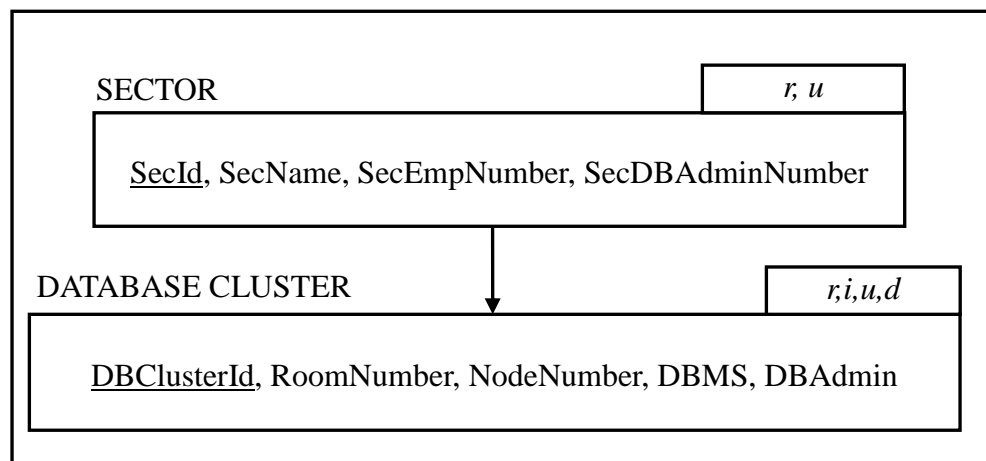 SECTOR
r, u
SecId, SecName, SecEmpNumber, SecDBAdminNumber
DATABASE CLUSTER
r,i,u,d
DBClusterId, RoomNumber, NodeNumber, DBMS, DBAdmin